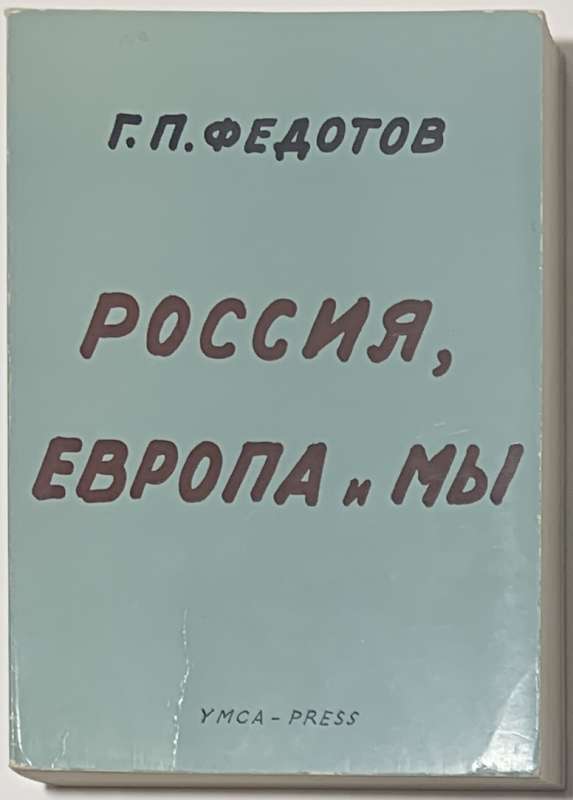 Г. П. ФЕДОТОВ
РОССИЯ,
ЕВРОПА и МЫ
YMCA – PRESS